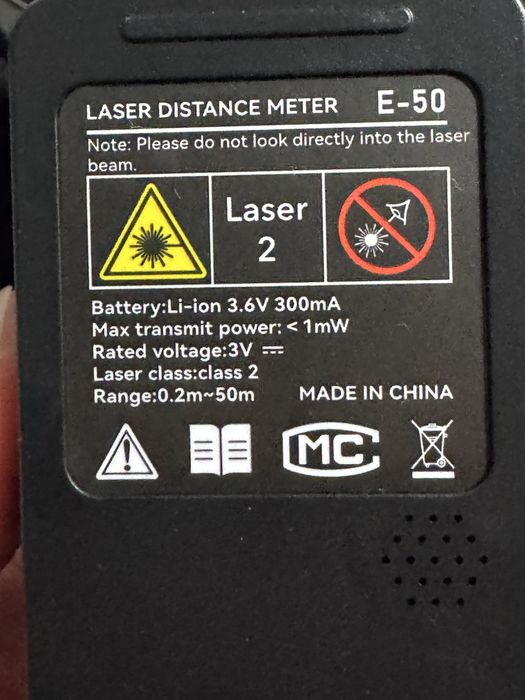 LASER DISTANCE METER E-50
Note: Please do not look directly into the laser
beam.
Laser
2
Battery:Li-ion 3.6V 300mA
Max transmit power: < 1mW
Rated voltage:3V ⎓
Laser class:class 2
Range:0.2m~50m MADE IN CHINA
MC